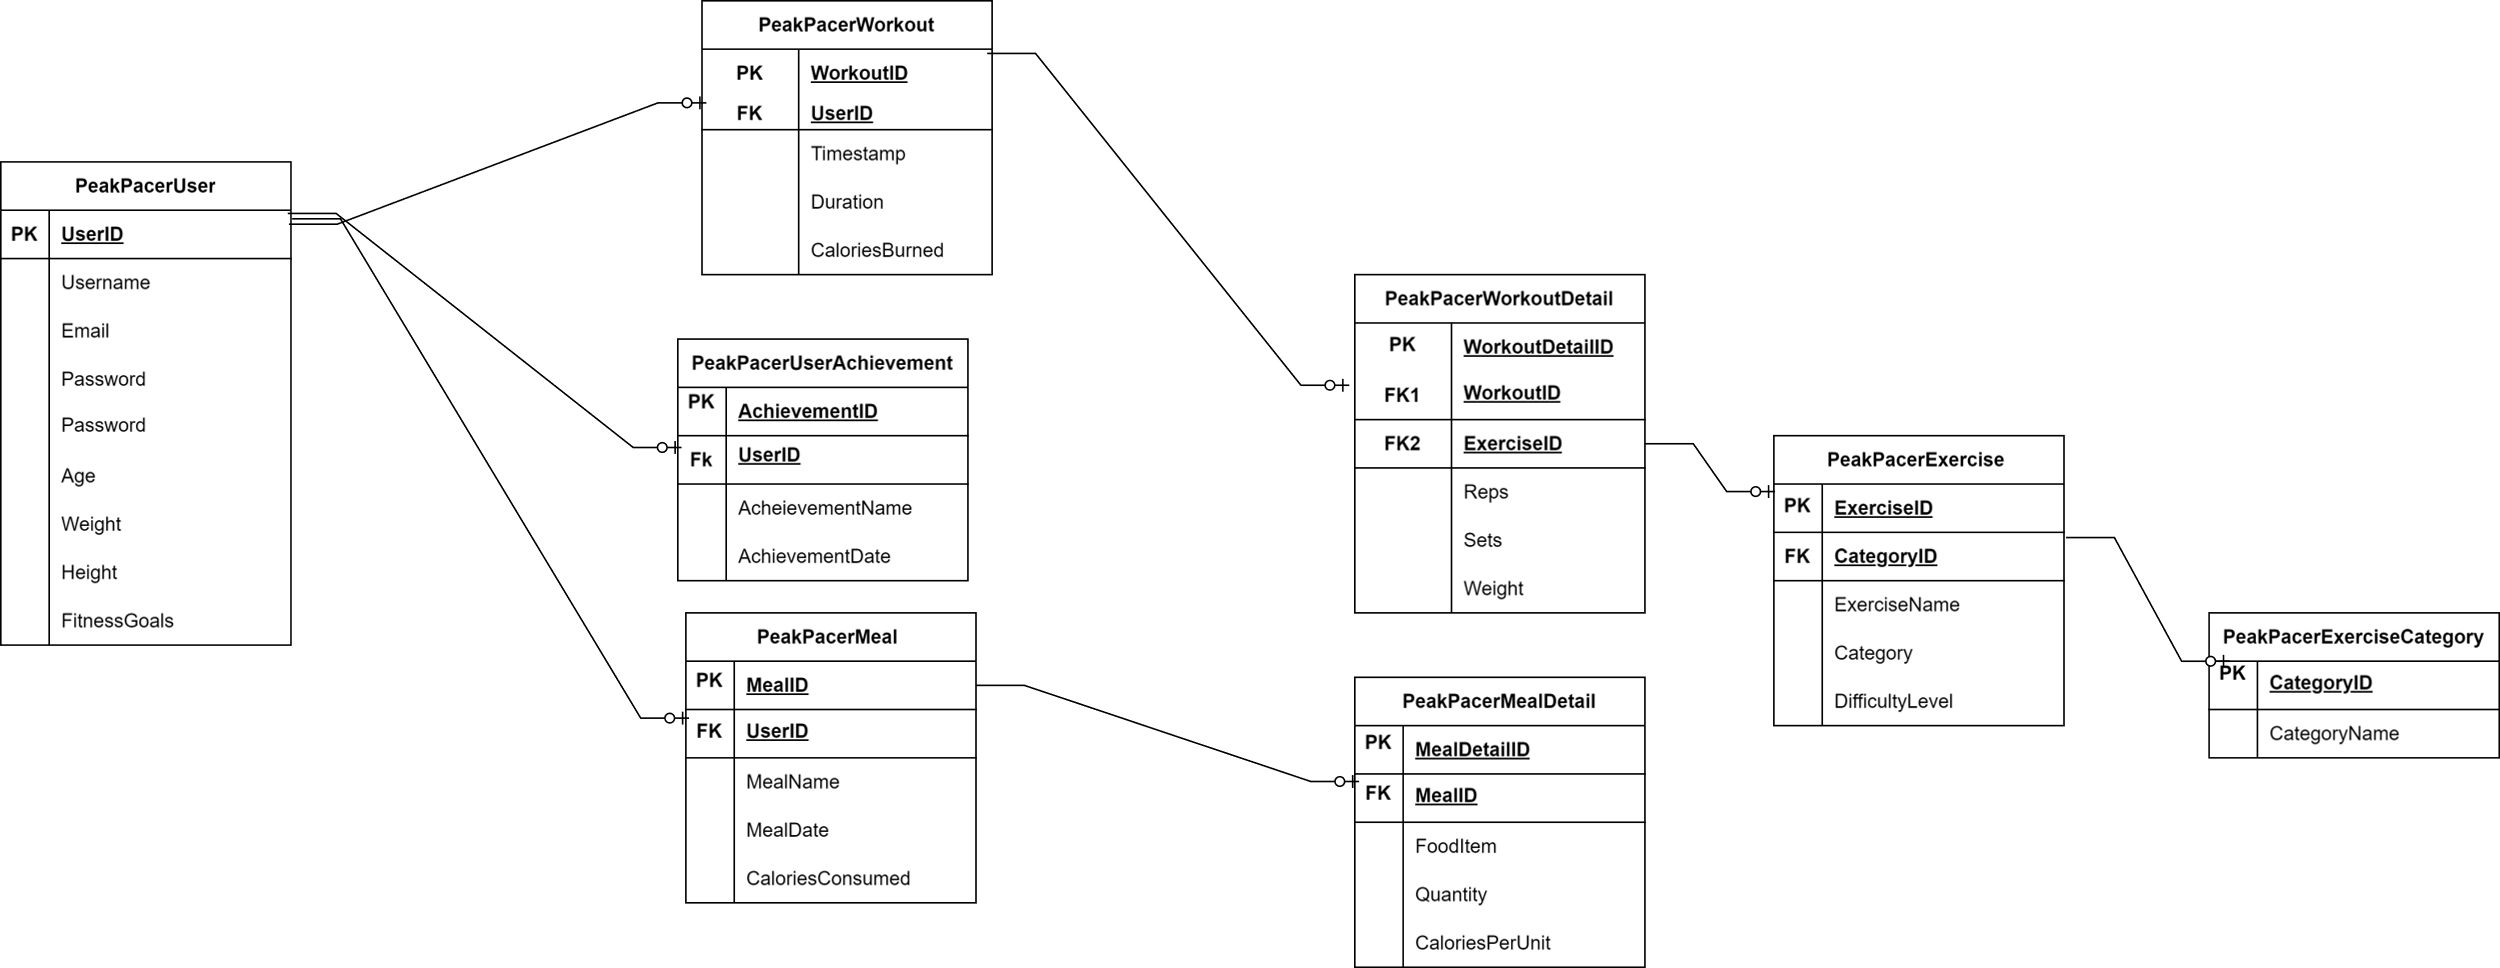 PeakPacerUser
PK UserID
Username
Email
Password
Password
Age
Weight
Height
FitnessGoals
PeakPacerWorkout
PK WorkoutID
FK UserID
Timestamp
Duration
CaloriesBurned
PeakPacerUserAchievement
PK AchievementID
Fk UserID
AcheievementName
AchievementDate
PeakPacerMeal
PK MealID
FK UserID
MealName
MealDate
CaloriesConsumed
PeakPacerWorkoutDetail
PK WorkoutDetailID
FK1 WorkoutID
FK2 ExerciseID
Reps
Sets
Weight
PeakPacerMealDetail
PK MealDetailID
FK MealID
FoodItem
Quantity
CaloriesPerUnit
PeakPacerExercise
PK ExerciseID
FK CategoryID
ExerciseName
Category
DifficultyLevel
PeakPacerExerciseCategory
PK CategoryID
CategoryName